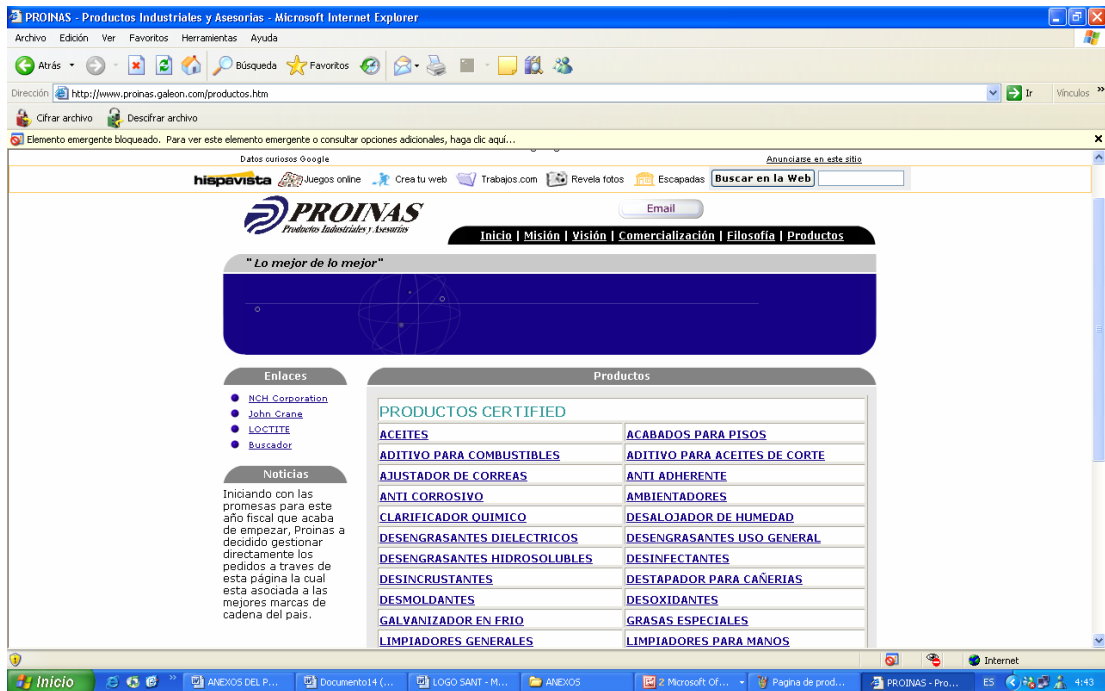 PROINAS - Productos Industriales y Asesorias - Microsoft Internet Explorer
Archivo Edición Ver Favoritos Herramientas Ayuda
Atrás Búsqueda Favoritos
Dirección http://www.proinas.galeon.com/productos.htm Ir Vínculos »
Cifrar archivo Descifrar archivo
Elemento emergente bloqueado. Para ver este elemento emergente o consultar opciones adicionales, haga clic aquí...
Datos curiosos Google Anunciarse en este sitio
hispavista Juegos online Crea tu web Trabajos.com Revela fotos Escapadas Buscar en la Web
PROINAS Email
Productos Industriales y Asesorías
Inicio | Misión | Visión | Comercialización | Filosofía | Productos
" Lo mejor de lo mejor"
Enlaces
NCH Corporation
John Crane
LOCTITE
Buscador
Noticias
Iniciando con las
promesas para este
año fiscal que acaba
de empezar, Proinas a
decidido gestionar
directamente los
pedidos a traves de
esta página la cual
esta asociada a las
mejores marcas de
cadena del pais.
Productos
PRODUCTOS CERTIFIED
ACEITES ACABADOS PARA PISOS
ADITIVO PARA COMBUSTIBLES ADITIVO PARA ACEITES DE CORTE
AJUSTADOR DE CORREAS ANTI ADHERENTE
ANTI CORROSIVO AMBIENTADORES
CLARIFICADOR QUIMICO DESALOJADOR DE HUMEDAD
DESENGRASANTES DIELECTRICOS DESENGRASANTES USO GENERAL
DESENGRASANTES HIDROSOLUBLES DESINFECTANTES
DESINCRUSTANTES DESTAPADOR PARA CAÑERIAS
DESMOLDANTES DESOXIDANTES
GALVANIZADOR EN FRIO GRASAS ESPECIALES
LIMPIADORES GENERALES LIMPIADORES PARA MANOS
Internet
Inicio » ANEXOS DEL P... Documento14 (... LOGO SANT - M... ANEXOS 2 Microsoft Of... Pagina de prod... PROINAS - Pro... ES 4:43